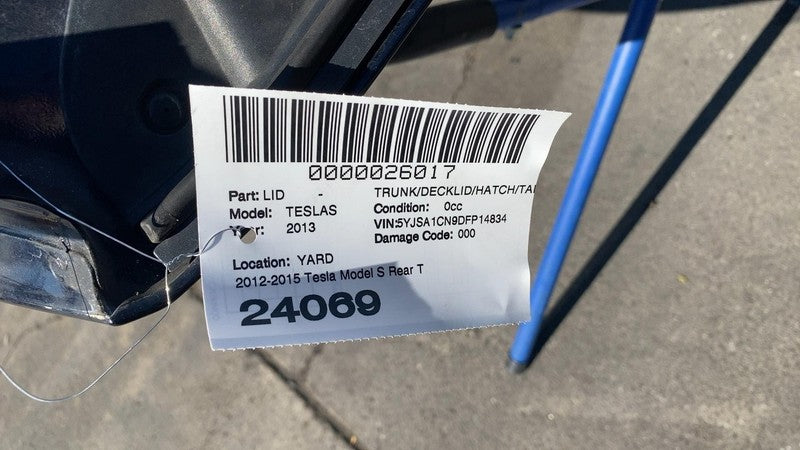 0000026017
Part: LID - TRUNK/DECKLID/HATCH/TAI
Model: TESLAS Condition: 0cc
Year: 2013 VIN:5YJSA1CN9DFP14834
Damage Code: 000
Location: YARD
2012-2015 Tesla Model S Rear T
24069